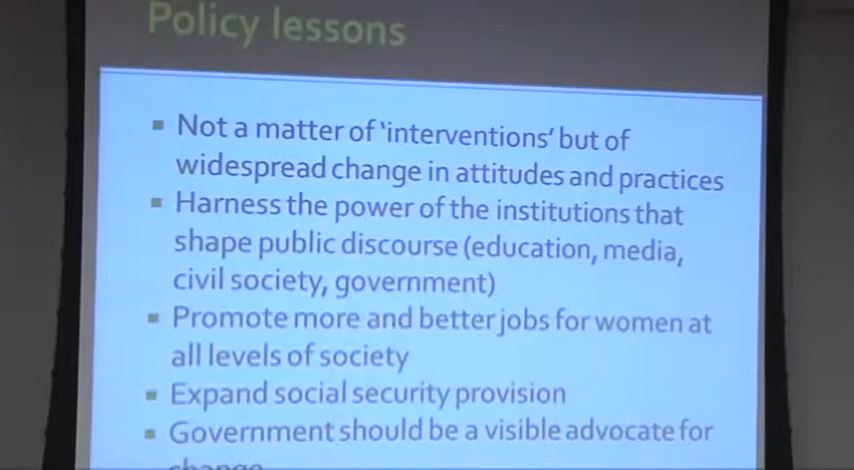 Policy lessons
▪ Not a matter of 'interventions' but of
widespread change in attitudes and practices
▪ Harness the power of the institutions that
shape public discourse (education, media,
civil society, government)
▪ Promote more and better jobs for women at
all levels of society
▪ Expand social security provision
▪ Government should be a visible advocate for
change